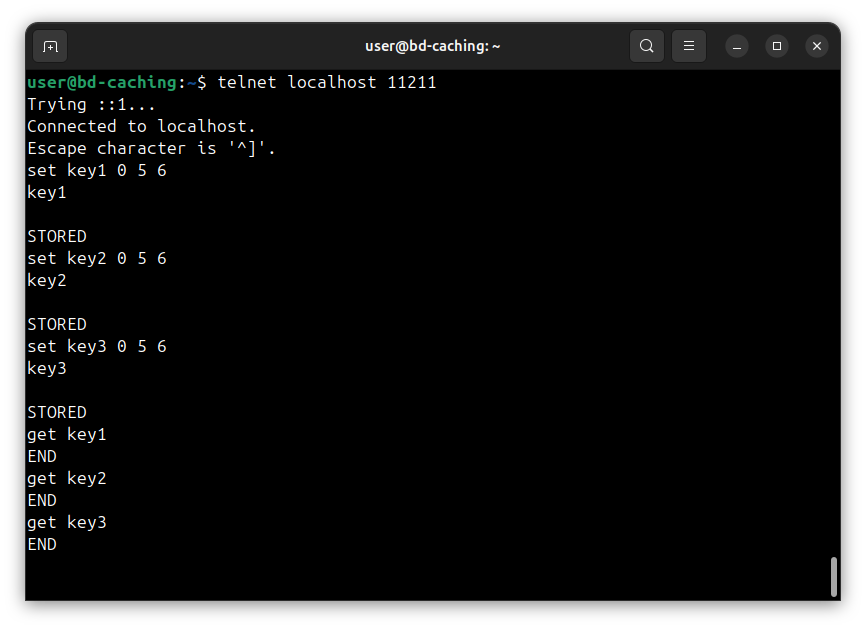 user@bd-caching: ~
user@bd-caching:~$ telnet localhost 11211
Trying ::1...
Connected to localhost.
Escape character is '^]'.
set key1 0 5 6
key1

STORED
set key2 0 5 6
key2

STORED
set key3 0 5 6
key3

STORED
get key1
END
get key2
END
get key3
END